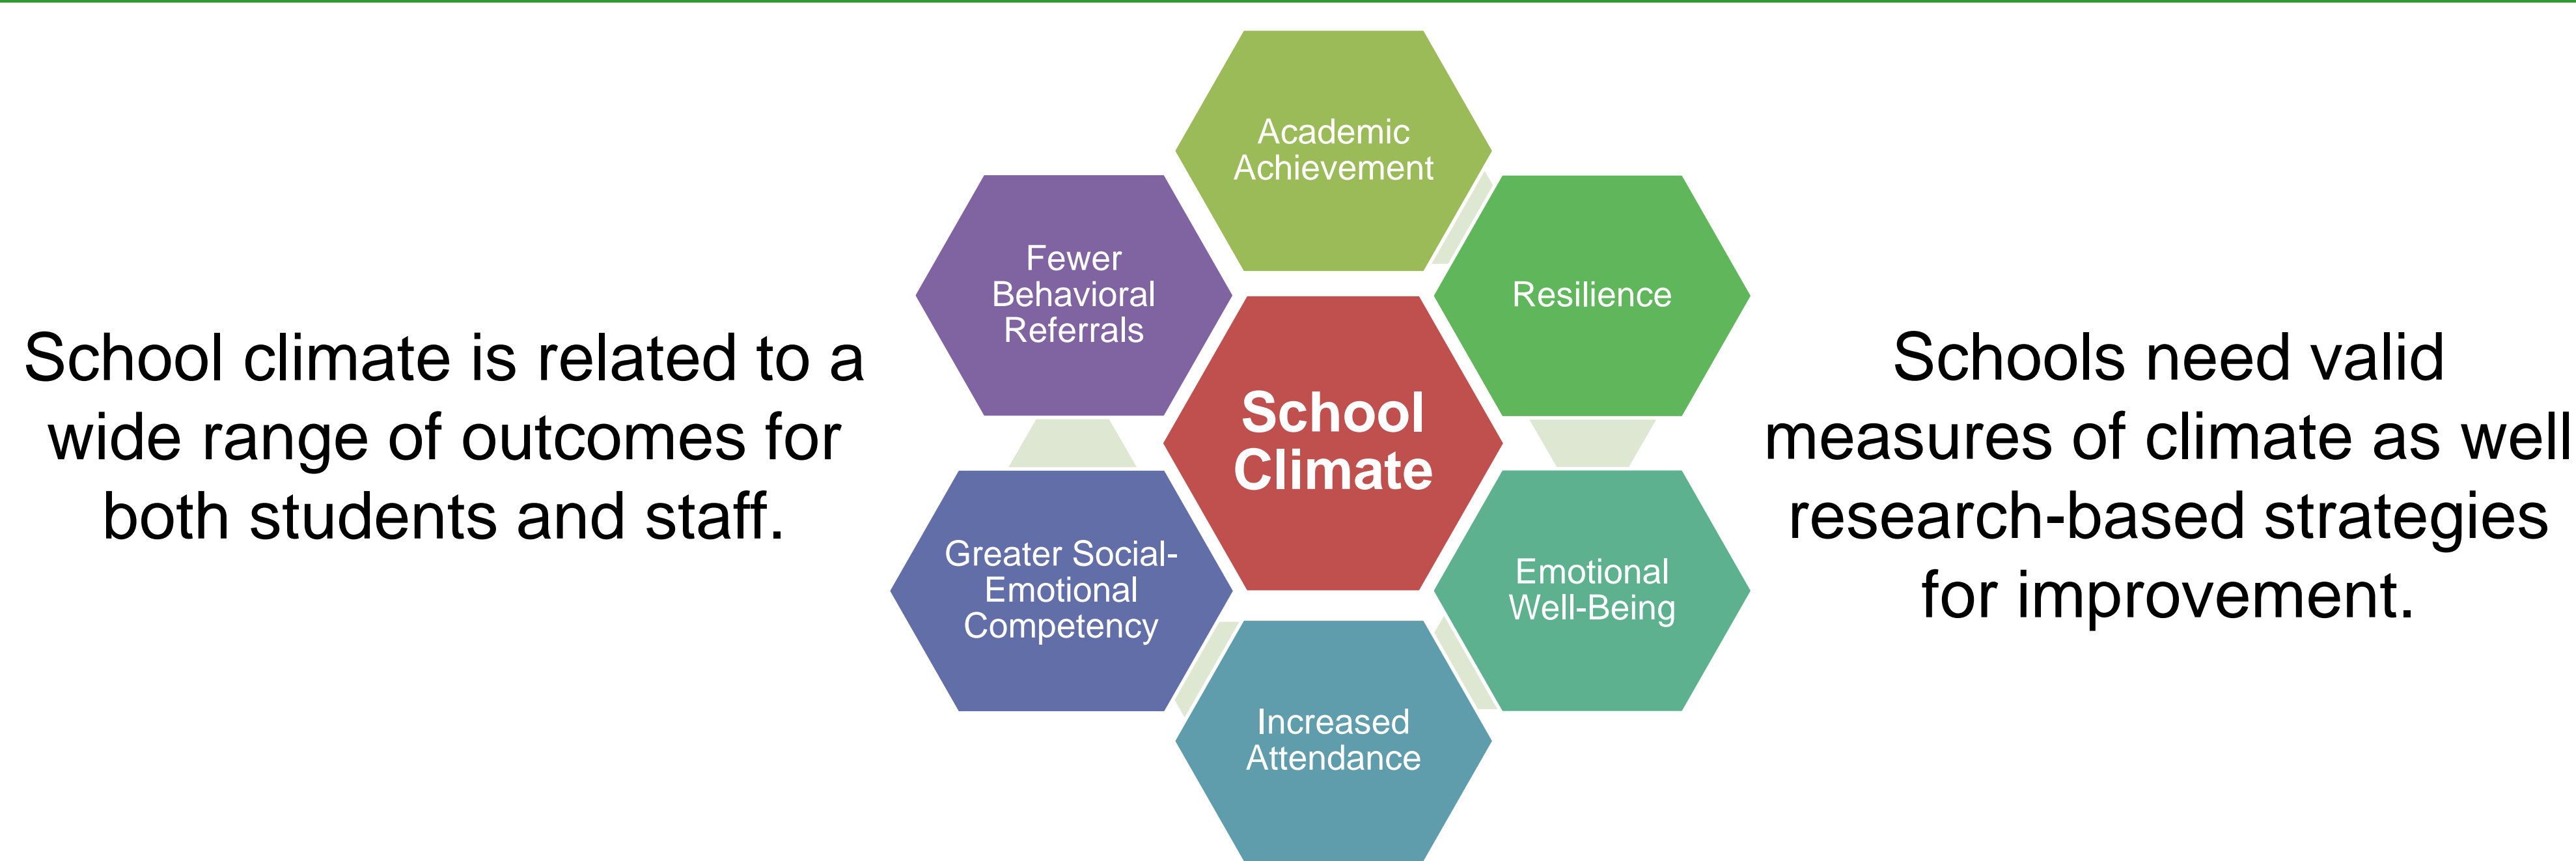 School climate is related to a
wide range of outcomes for
both students and staff.
Academic
Achievement
Resilience
Emotional
Well-Being
Increased
Attendance
Greater Social-
Emotional
Competency
Fewer
Behavioral
Referrals
School
Climate
Schools need valid
measures of climate as well
research-based strategies
for improvement.